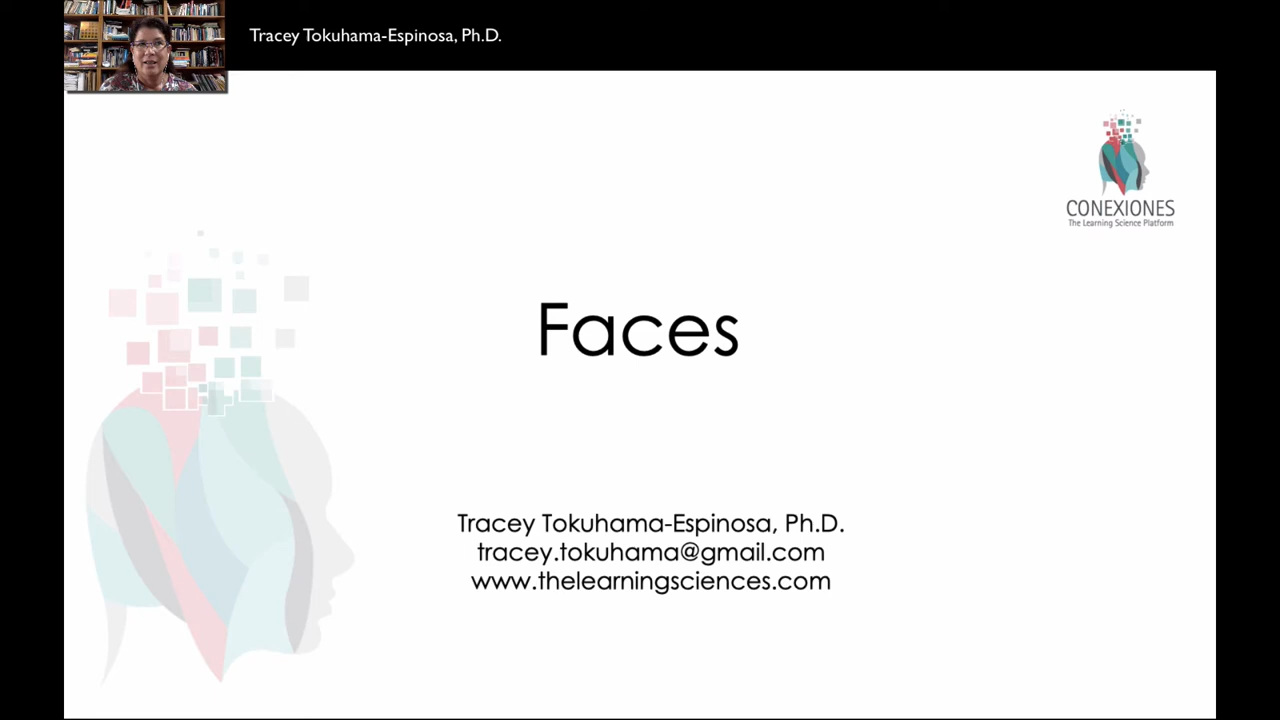 Tracey Tokuhama-Espinosa, Ph.D.
CONEXIONES
The Learning Science Platform
Faces
Tracey Tokuhama-Espinosa, Ph.D.
tracey.tokuhama@gmail.com
www.thelearningsciences.com